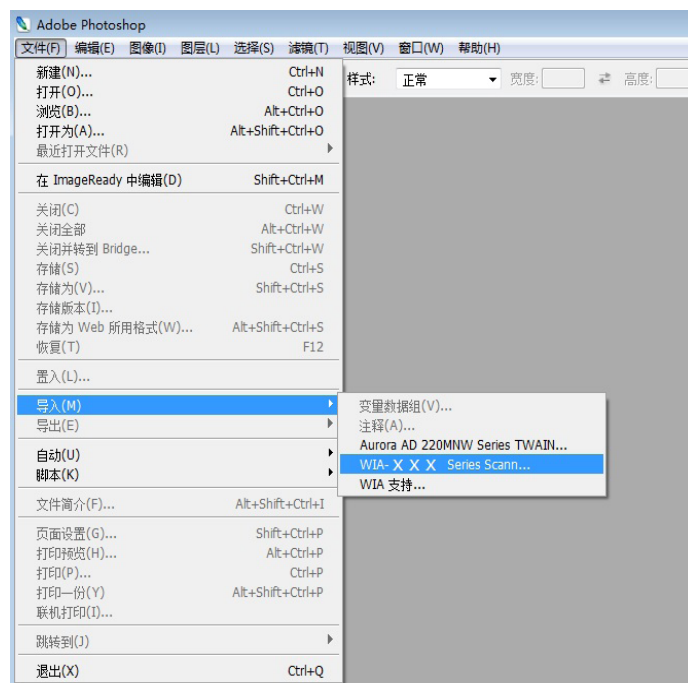 Adobe Photoshop
文件(F) 编辑(E) 图像(I) 图层(L) 选择(S) 滤镜(T) 视图(V) 窗口(W) 帮助(H)
样式: 正常 宽度: 高度:
新建(N)... Ctrl+N
打开(O)... Ctrl+O
浏览(B)... Alt+Ctrl+O
打开为(A)... Alt+Shift+Ctrl+O
最近打开文件(R)
在 ImageReady 中编辑(D) Shift+Ctrl+M
关闭(C) Ctrl+W
关闭全部 Alt+Ctrl+W
关闭并转到 Bridge... Shift+Ctrl+W
存储(S) Ctrl+S
存储为(V)... Shift+Ctrl+S
存储版本(I)...
存储为 Web 所用格式(W)... Alt+Shift+Ctrl+S
恢复(T) F12
置入(L)...
导入(M)
导出(E)
自动(U)
脚本(K)
文件简介(F)... Alt+Shift+Ctrl+I
页面设置(G)... Shift+Ctrl+P
打印预览(H)... Alt+Ctrl+P
打印(P)... Ctrl+P
打印一份(Y) Alt+Shift+Ctrl+P
联机打印(I)...
跳转到(J)
退出(X) Ctrl+Q
变量数据组(V)...
注释(A)...
Aurora AD 220MNW Series TWAIN...
WIA- X X X Series Scann...
WIA 支持...